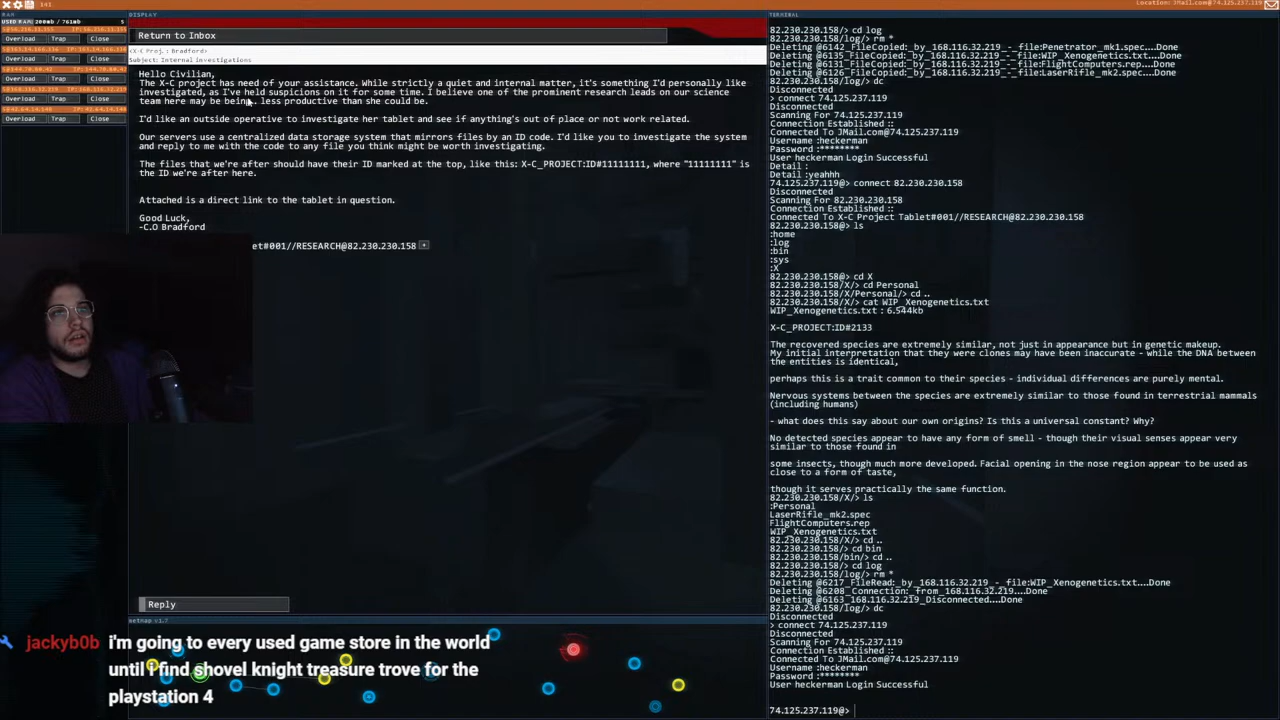 141
Location: JMail.com@74.125.237.119
RAM
USED RAM: 200mb / 761mb
5
Overload Trap Close
Overload Trap Close
Overload Trap Close
Overload Trap Close
Overload Trap Close
DISPLAY
Return to Inbox
<X-C Proj.: Bradford>
Subject: Internal Investigations
Hello Civilian,
The X-C project has need of your assistance. While strictly a quiet and internal matter, it's something I'd personally like
investigated, as I've held suspicions on it for some time. I believe one of the prominent research leads on our science
team here may be being.. less productive than she could be.
I'd like an outside operative to investigate her tablet and see if anything's out of place or not work related.
Our servers use a centralized data storage system that mirrors files by an ID code. I'd like you to investigate the system
and reply to me with the code to any file you think might be worth investigating.
The files that we're after should have their ID marked at the top, like this: X-C_PROJECT:ID#11111111, where "11111111" is
the ID we're after here.
Attached is a direct link to the tablet in question.
Good Luck,
-C.O Bradford
let#001//RESEARCH@82.230.230.158 +
Reply
netmap v1.7
jackyb0b i'm going to every used game store in the world
until i find shovel knight treasure trove for the
playstation 4
TERMINAL
82.230.230.158/> cd log
82.230.230.158/log/> rm *
Deleting @6142_FileCopied:_by_168.116.32.219_-_file:Penetrator_mk1.spec...Done
Deleting @6135_FileCopied:_by_168.116.32.219_-_file:WIP_Xenogenetics.txt...Done
Deleting @6131_FileCopied:_by_168.116.32.219_-_file:FlightComputers.rep...Done
Deleting @6126_FileCopied:_by_168.116.32.219_-_file:LaserRifle_mk2.spec...Done
82.230.230.158/log/> dc
Disconnected
> connect 74.125.237.119
Disconnected
Scanning For 74.125.237.119
Connection Established ::
Connected To JMail.com@74.125.237.119
Username :heckerman
Password :********
User heckerman Login Successful
Detail :
Detail :yeahhh
74.125.237.119@> connect 82.230.230.158
Disconnected
Scanning For 82.230.230.158
Connection Established ::
Connected To X-C Project Tablet#001//RESEARCH@82.230.230.158
82.230.230.158@> ls
:home
:log
:bin
:sys
:X
82.230.230.158@> cd X
82.230.230.158/X/> cd Personal
82.230.230.158/X/Personal/> cd ..
82.230.230.158/X/> cat WIP_Xenogenetics.txt
WIP_Xenogenetics.txt : 6.544kb
X-C_PROJECT:ID#2133
The recovered species are extremely similar, not just in appearance but in genetic makeup.
My initial interpretation that they were clones may have been inaccurate - while the DNA between
the entities is identical,
perhaps this is a trait common to their species - individual differences are purely mental.
Nervous systems between the species are extremely similar to those found in terrestrial mammals
(including humans)
- what does this say about our own origins? Is this a universal constant? Why?
No detected species appear to have any form of smell - though their visual senses appear very
similar to those found in
some insects, though much more developed. Facial opening in the nose region appear to be used as
close to a form of taste,
though it serves practically the same function.
82.230.230.158/X/> ls
:Personal
LaserRifle_mk2.spec
FlightComputers.rep
WIP_Xenogenetics.txt
82.230.230.158/X/> cd ..
82.230.230.158@> cd bin
82.230.230.158/bin/> cd ..
82.230.230.158@> cd log
82.230.230.158/log/> rm *
Deleting @6217_FileRead:_by_168.116.32.219_-_file:WIP_Xenogenetics.txt...Done
Deleting @6208_Connection:_from_168.116.32.219...Done
Deleting @6163_168.116.32.219_Disconnected...Done
82.230.230.158/log/> dc
Disconnected
> connect 74.125.237.119
Disconnected
Scanning For 74.125.237.119
Connection Established ::
Connected To JMail.com@74.125.237.119
Username :heckerman
Password :********
User heckerman Login Successful
74.125.237.119@>